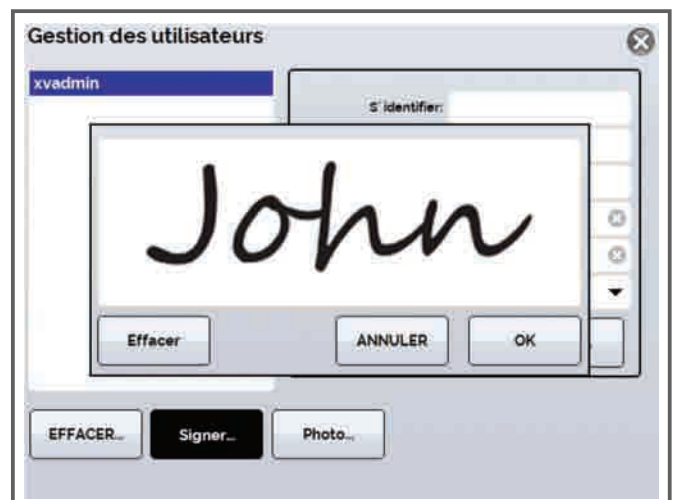 Gestion des utilisateurs
xvadmin
S'identifier:
John
Effacer
ANNULER
OK
EFFACER...
Signer...
Photo...